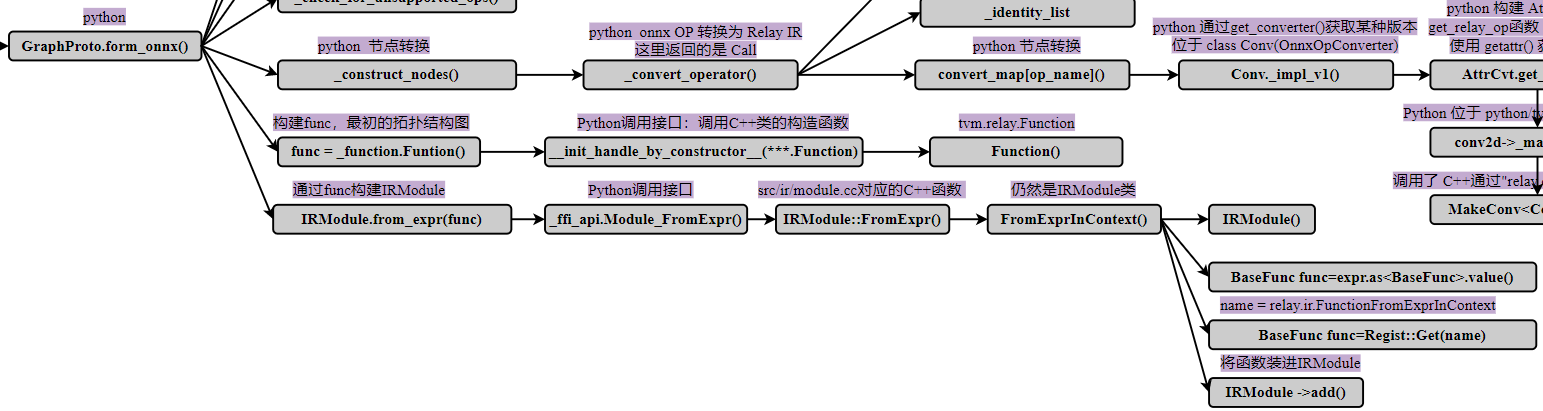 python
GraphProto.form_onnx()
_check_for_unsupported_ops()
python 节点转换
_construct_nodes()
python onnx OP 转换为 Relay IR
这里返回的是 Call
_convert_operator()
_identity_list
python 节点转换
convert_map[op_name]()
python 通过get_converter()获取某种版本
位于 class Conv(OnnxOpConverter)
Conv._impl_v1()
python 构建 At
get_relay_op函数
使用 getattr()
AttrCvt.get_
构建func，最初的拓扑结构图
func = _function.Funtion()
Python调用接口：调用C++类的构造函数
__init_handle_by_constructor__(***.Function)
tvm.relay.Function
Function()
Python 位于 python/tv
conv2d->_ma
通过func构建IRModule
IRModule.from_expr(func)
Python调用接口
_ffi_api.Module_FromExpr()
src/ir/module.cc对应的C++函数
IRModule::FromExpr()
仍然是IRModule类
FromExprInContext()
IRModule()
调用了 C++通过"relay
MakeConv<Co
BaseFunc func=expr.as<BaseFunc>.value()
name = relay.ir.FunctionFromExprInContext
BaseFunc func=Regist::Get(name)
将函数装进IRModule
IRModule ->add()